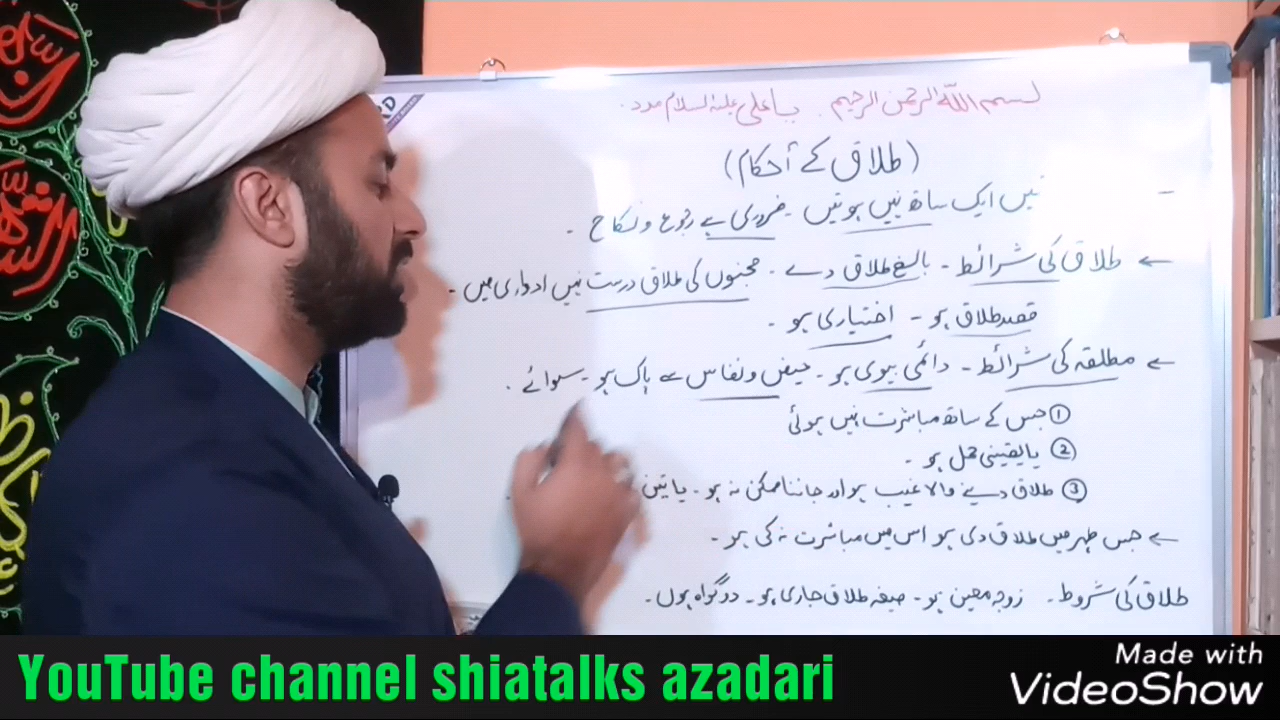 بسم اللہ الرحمن الرحیم . یا علی علیہ السلام مدد .
(طلاق کے أحکام)
- تیں ایک ساتھ نہیں ہوتیں - ضروری ہے رجوع و نکاح .
← طلاق کی شرائط - بالغ طلاق دے - مجنوں کی طلاق درست نہیں ادواری میں -
قصد طلاق ہو - اختیاری ہو -
← مطلقہ کی شرائط - دائمی بیوی ہو - حیض و نفاس سے پاک ہو - سوائے .
① جس کے ساتھ مباشرت نہیں ہوئی
② یا یقینی حمل ہو -
③ طلاق دینے والا غیب ہو اور جاننا ممکن نہ ہو - یا تین
← جس طہر میں طلاق دی ہو اس میں مباشرت نہ کی ہو -
طلاق کی شروط - زوجہ معین ہو - صیغہ طلاق جاری ہو - دو گواہ ہوں -
YouTube channel shiatalks azadari
Made with
VideoShow